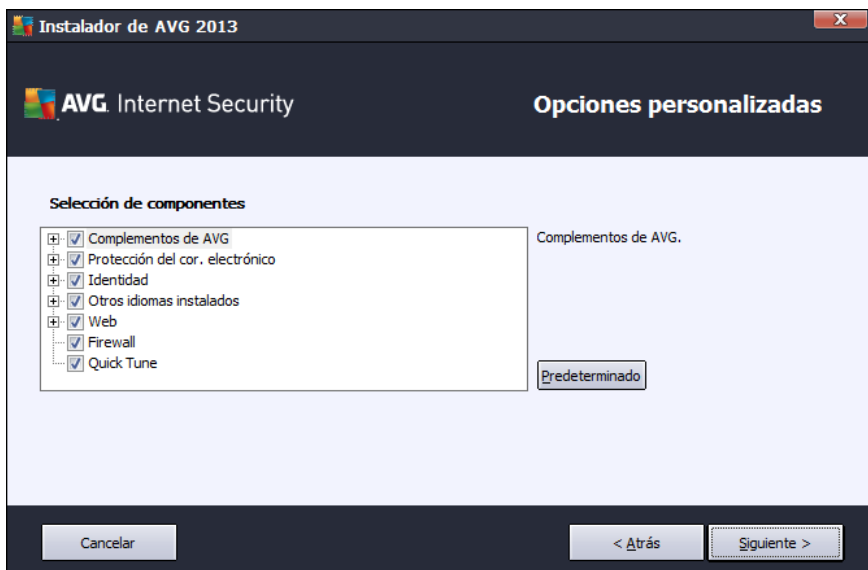 Instalador de AVG 2013
X
AVG. Internet Security
Opciones personalizadas
Selección de componentes
Complementos de AVG
Protección del cor. electrónico
Identidad
Otros idiomas instalados
Web
Firewall
Quick Tune
Complementos de AVG.
Predeterminado
Cancelar
< Atrás
Siguiente >